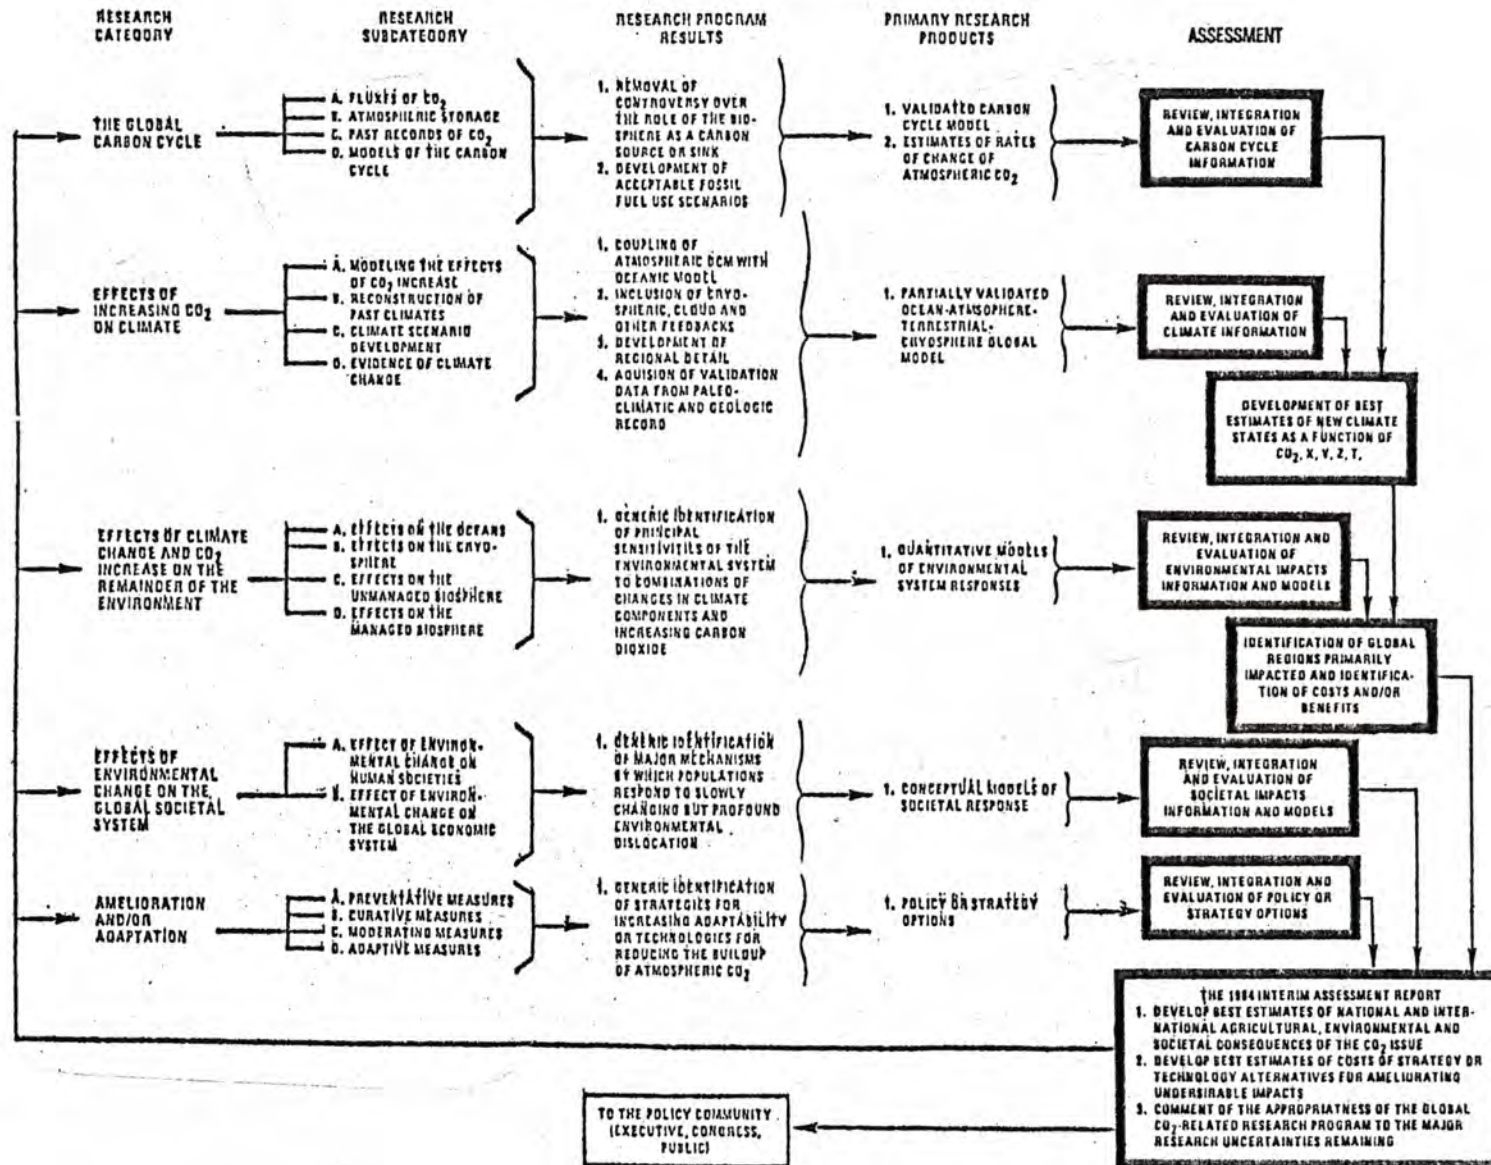 RESEARCH
CATEGORY
RESEARCH
SUBCATEGORY
RESEARCH PROGRAM
RESULTS
PRIMARY RESEARCH
PRODUCTS
ASSESSMENT
THE GLOBAL
CARBON CYCLE
A. FLUXES OF CO2
B. ATMOSPHERIC STORAGE
C. PAST RECORDS OF CO2
D. MODELS OF THE CARBON
CYCLE
1. REMOVAL OF
CONTROVERSY OVER
THE ROLE OF THE BIO-
SPHERE AS A CARBON
SOURCE OR SINK
2. DEVELOPMENT OF
ACCEPTABLE FOSSIL
FUEL USE SCENARIOS
1. VALIDATED CARBON
CYCLE MODEL
2. ESTIMATES OF RATES
OF CHANGE OF
ATMOSPHERIC CO2
REVIEW, INTEGRATION
AND EVALUATION OF
CARBON CYCLE
INFORMATION
EFFECTS OF
INCREASING CO2
ON CLIMATE
A. MODELING THE EFFECTS
OF CO2 INCREASE
B. RECONSTRUCTION OF
PAST CLIMATES
C. CLIMATE SCENARIO
DEVELOPMENT
D. EVIDENCE OF CLIMATE
CHANGE
1. COUPLING OF
ATMOSPHERIC GCM WITH
OCEANIC MODEL
2. INCLUSION OF CRYO-
SPHERIC, CLOUD AND
OTHER FEEDBACKS
3. DEVELOPMENT OF
REGIONAL DETAIL
4. AQUISION OF VALIDATION
DATA FROM PALEO-
CLIMATIC AND GEOLOGIC
RECORD
1. PARTIALLY VALIDATED
OCEAN-ATMSOPHERE-
TERRESTRIAL-
CRYOSPHERE GLOBAL
MODEL
REVIEW, INTEGRATION
AND EVALUATION OF
CLIMATE INFORMATION
DEVELOPMENT OF BEST
ESTIMATES OF NEW CLIMATE
STATES AS A FUNCTION OF
CO2, X, Y, Z, T,
EFFECTS OF CLIMATE
CHANGE AND CO2
INCREASE ON THE
REMAINDER OF THE
ENVIRONMENT
A. EFFECTS ON THE OCEANS
B. EFFECTS ON THE CRYO-
SPHERE
C. EFFECTS ON THE
UNMANAGED BIOSPHERE
D. EFFECTS ON THE
MANAGED BIOSPHERE
1. GENERIC IDENTIFICATION
OF PRINCIPAL
SENSITIVITIES OF THE
ENVIRONMENTAL SYSTEM
TO COMBINATIONS OF
CHANGES IN CLIMATE
COMPONENTS AND
INCREASING CARBON
DIOXIDE
1. QUANTITATIVE MODELS
OF ENVIRONMENTAL
SYSTEM RESPONSES
REVIEW, INTEGRATION AND
EVALUATION OF
ENVIRONMENTAL IMPACTS
INFORMATION AND MODELS
IDENTIFICATION OF GLOBAL
REGIONS PRIMARILY
IMPACTED AND IDENTIFICA-
TION OF COSTS AND/OR
BENEFITS
EFFECTS OF
ENVIRONMENTAL
CHANGE ON THE
GLOBAL SOCIETAL
SYSTEM
A. EFFECT OF ENVIRON-
MENTAL CHANGE ON
HUMAN SOCIETIES
B. EFFECT OF ENVIRON-
MENTAL CHANGE ON
THE GLOBAL ECONOMIC
SYSTEM
1. GENERIC IDENTIFICATION
OF MAJOR MECHANISMS
BY WHICH POPULATIONS
RESPOND TO SLOWLY
CHANGING BUT PROFOUND
ENVIRONMENTAL
DISLOCATION
1. CONCEPTUAL MODELS OF
SOCIETAL RESPONSE
REVIEW, INTEGRATION
AND EVALUATION OF
SOCIETAL IMPACTS
INFORMATION AND MODELS
AMELIORATION
AND/OR
ADAPTATION
A. PREVENTATIVE MEASURES
B. CURATIVE MEASURES
C. MODERATING MEASURES
D. ADAPTIVE MEASURES
1. GENERIC IDENTIFICATION
OF STRATEGIES FOR
INCREASING ADAPTABILITY
OR TECHNOLOGIES FOR
REDUCING THE BUILDUP
OF ATMOSPHERIC CO2
1. POLICY OR STRATEGY
OPTIONS
REVIEW, INTEGRATION AND
EVALUATION OF POLICY OR
STRATEGY OPTIONS
THE 1984 INTERIM ASSESSMENT REPORT
1. DEVELOP BEST ESTIMATES OF NATIONAL AND INTER-
NATIONAL AGRICULTURAL, ENVIRONMENTAL AND
SOCIETAL CONSEQUENCES OF THE CO2 ISSUE
2. DEVELOP BEST ESTIMATES OF COSTS OF STRATEGY OR
TECHNOLOGY ALTERNATIVES FOR AMELIORATING
UNDERSIRABLE IMPACTS
3. COMMENT OF THE APPROPRIATNESS OF THE GLOBAL
CO2-RELATED RESEARCH PROGRAM TO THE MAJOR
RESEARCH UNCERTAINTIES REMAINING
TO THE POLICY COMMUNITY
(EXECUTIVE, CONGRESS,
PUBLIC)